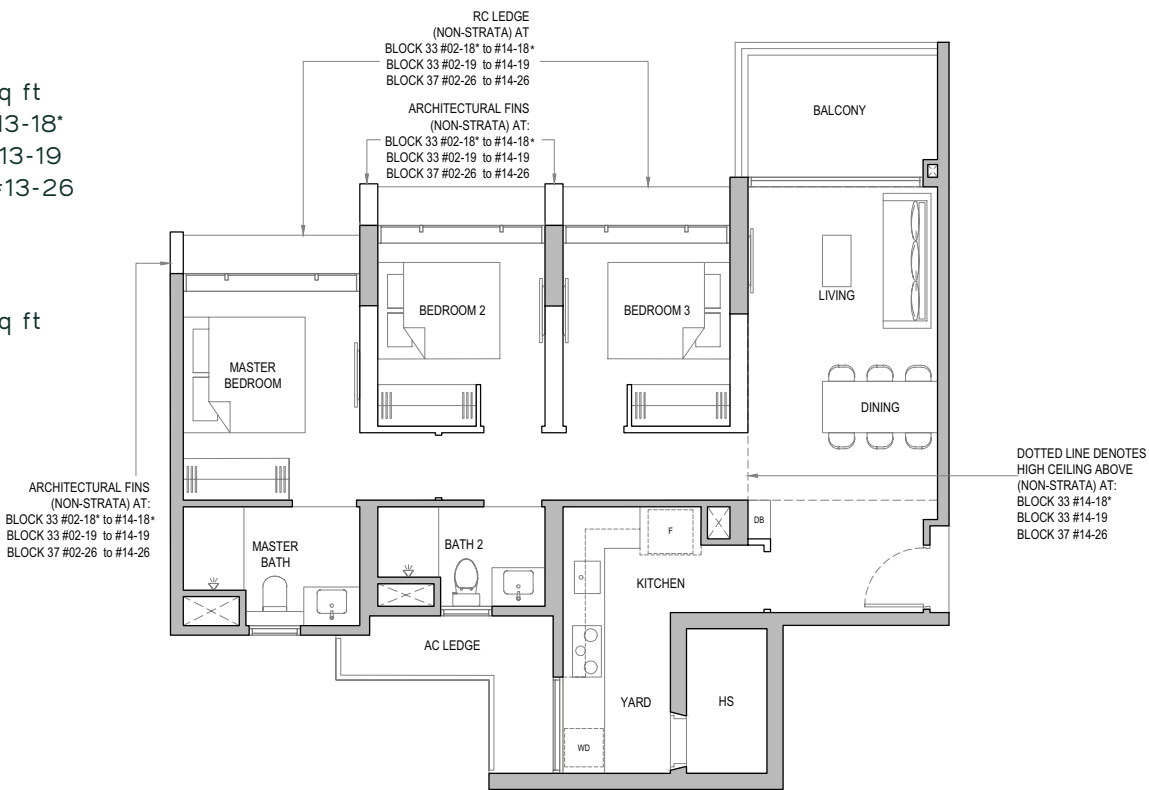 q ft
13-18*
13-19
#13-26
q ft
RC LEDGE
(NON-STRATA) AT
BLOCK 33 #02-18* to #14-18*
BLOCK 33 #02-19 to #14-19
BLOCK 37 #02-26 to #14-26
ARCHITECTURAL FINS
(NON-STRATA) AT:
BLOCK 33 #02-18* to #14-18*
BLOCK 33 #02-19 to #14-19
BLOCK 37 #02-26 to #14-26
BALCONY
LIVING
BEDROOM 2
BEDROOM 3
MASTER
BEDROOM
DINING
DOTTED LINE DENOTES
HIGH CEILING ABOVE
(NON-STRATA) AT:
BLOCK 33 #14-18*
BLOCK 33 #14-19
BLOCK 37 #14-26
ARCHITECTURAL FINS
(NON-STRATA) AT:
BLOCK 33 #02-18* to #14-18*
BLOCK 33 #02-19 to #14-19
BLOCK 37 #02-26 to #14-26
MASTER
BATH
BATH 2
F
DB
KITCHEN
AC LEDGE
YARD
HS
WD